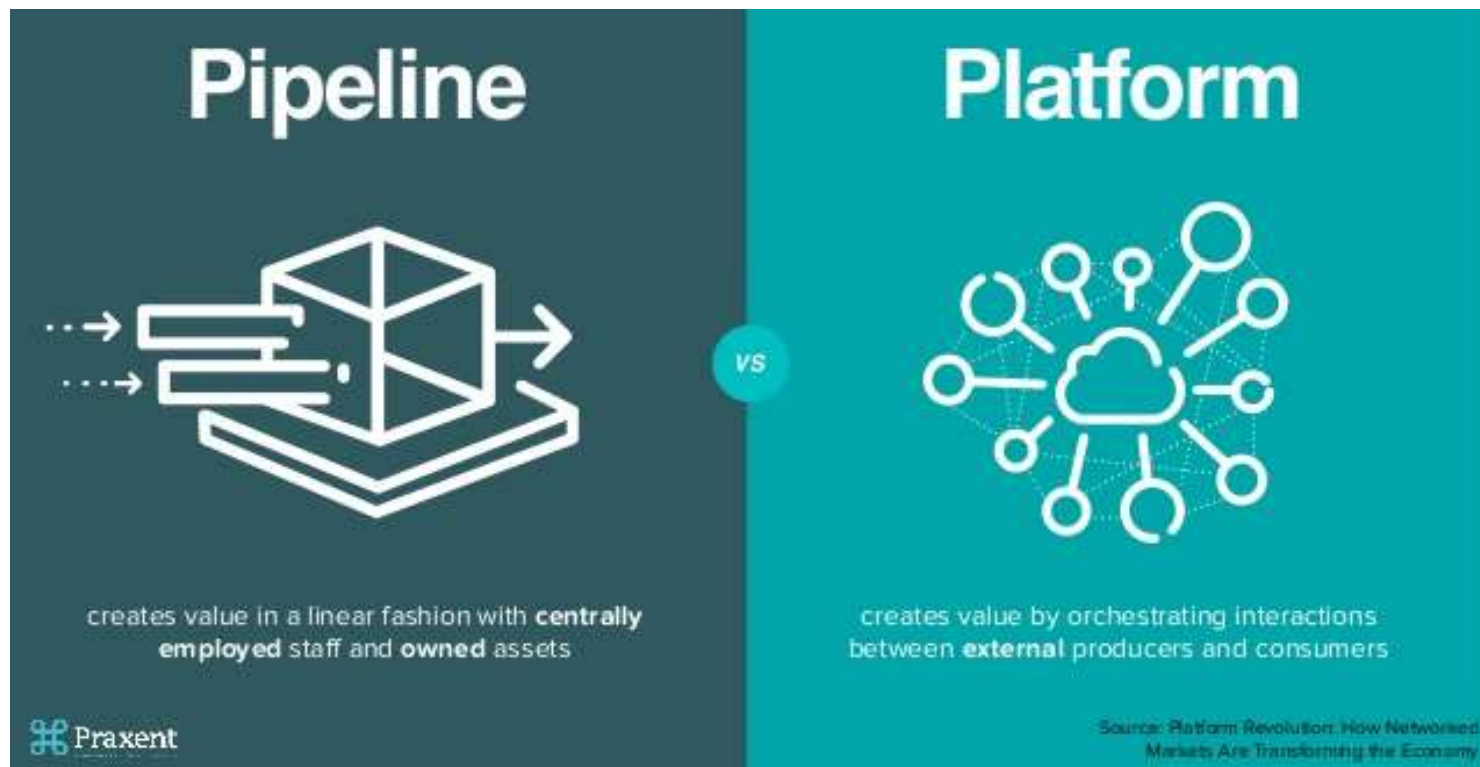 Pipeline
creates value in a linear fashion with centrally
employed staff and owned assets
vs
Platform
creates value by orchestrating interactions
between external producers and consumers
Praxent
Source: Platform Revolution: How Networked
Markets Are Transforming the Economy